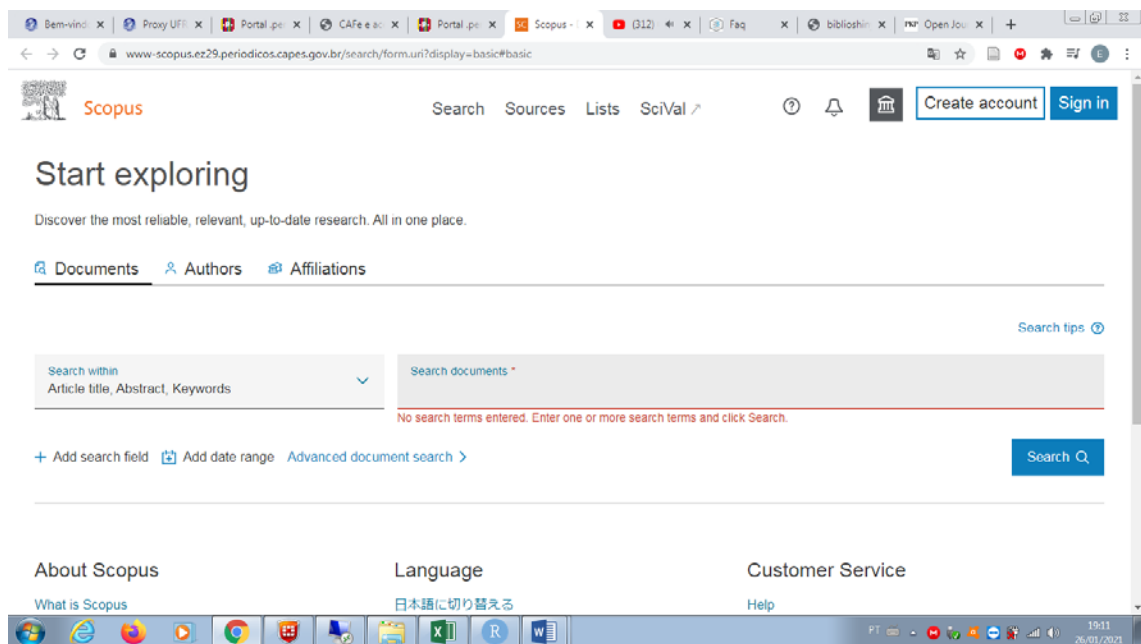 Bem-vind
Proxy UFF
Portal .per
CAFe e ac
Portal .per
Scopus -
(312)
Faq
biblioshin
Open Jou
www-scopus.ez29.periodicos.capes.gov.br/search/form.uri?display=basic#basic
E
Scopus
Search Sources Lists SciVal
Create account
Sign in
Start exploring
Discover the most reliable, relevant, up-to-date research. All in one place.
Documents Authors Affiliations
Search tips
Search within
Article title, Abstract, Keywords
Search documents *
No search terms entered. Enter one or more search terms and click Search.
+ Add search field Add date range Advanced document search >
Search
About Scopus
Language
Customer Service
What is Scopus
日本語に切り替える
Help
PT
19:11
26/01/2021